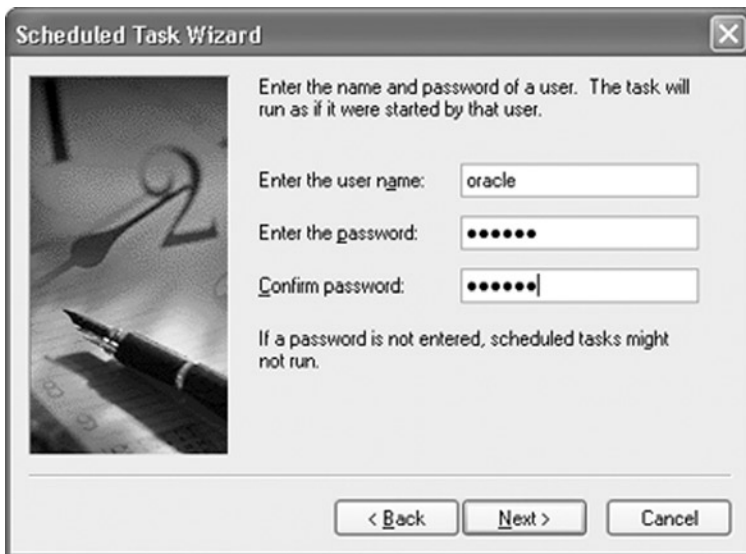 Scheduled Task Wizard
Enter the name and password of a user. The task will
run as if it were started by that user.
Enter the user name:
oracle
Enter the password:
●●●●●●
Confirm password:
●●●●●●
If a password is not entered, scheduled tasks might
not run.
< Back
Next >
Cancel